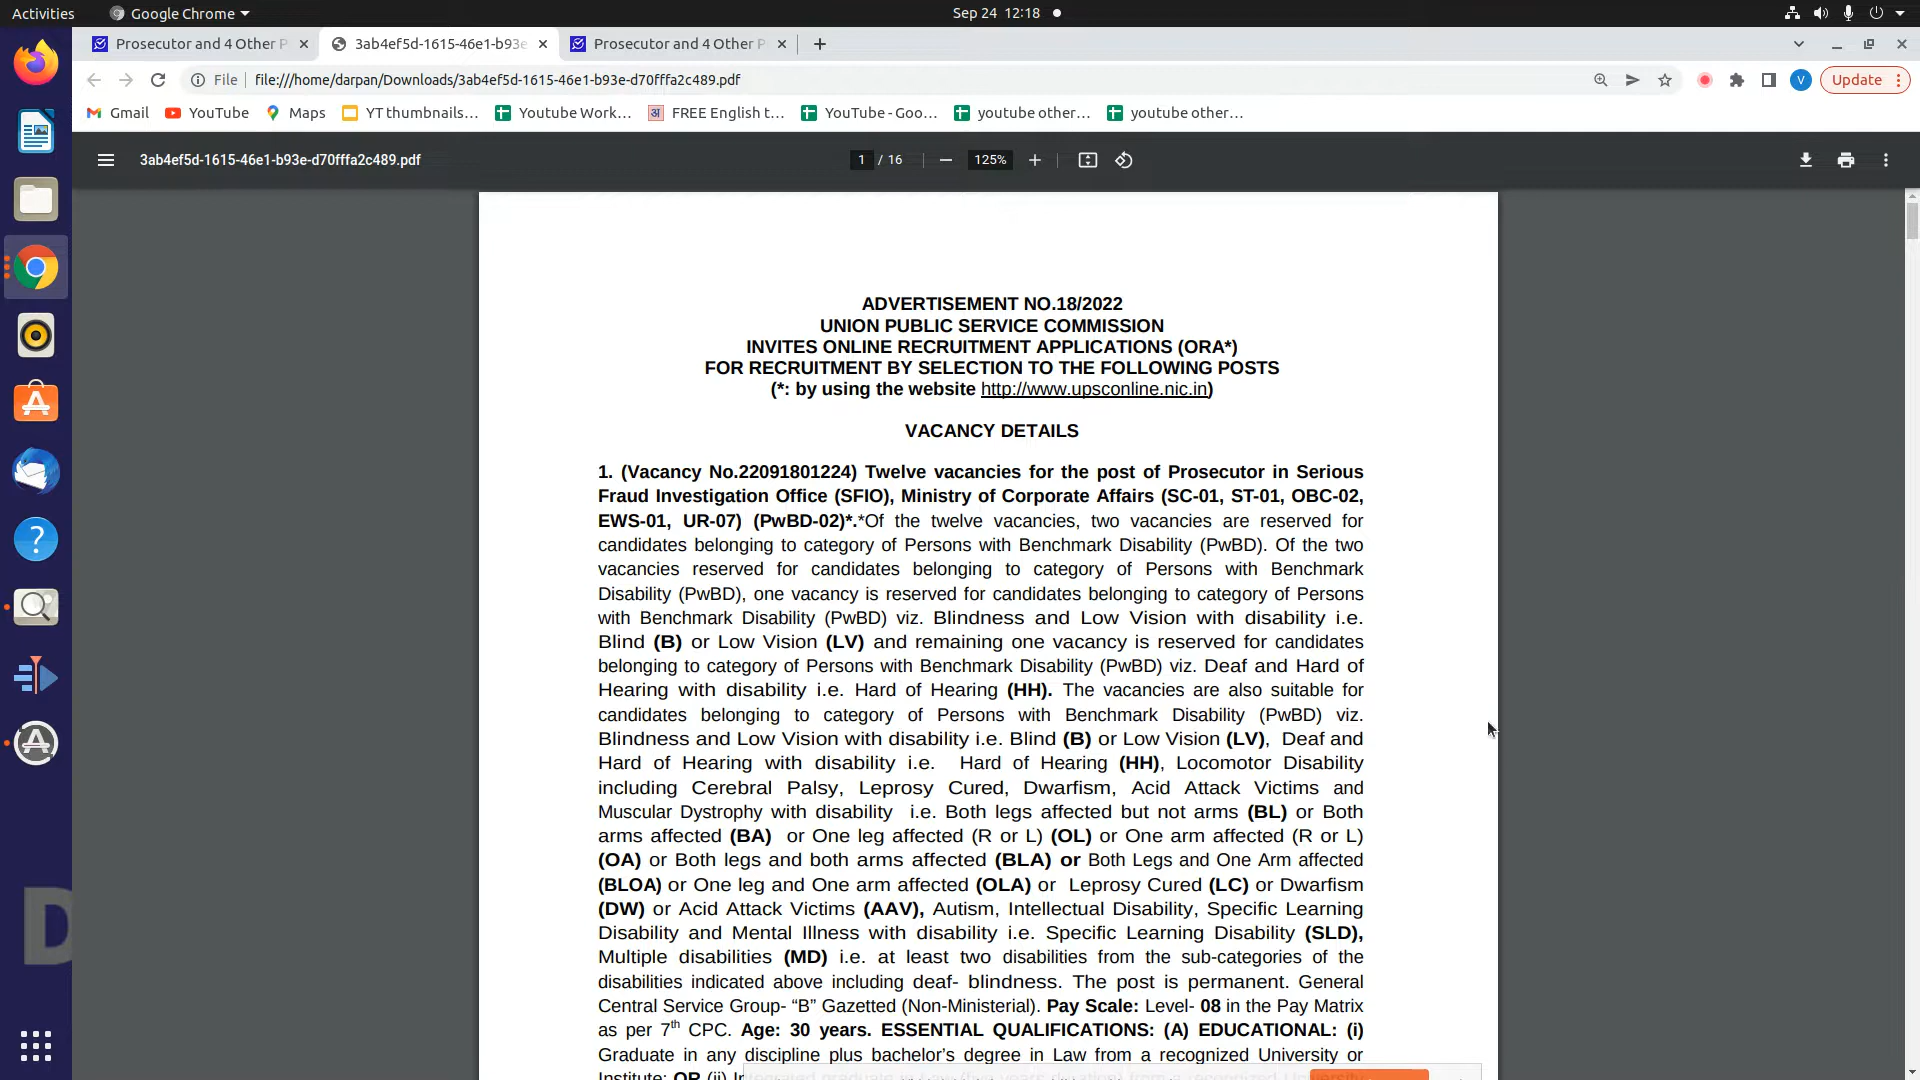 Activities Google Chrome Sep 24 12:18
Prosecutor and 4 Other P 3ab4ef5d-1615-46e1-b93e Prosecutor and 4 Other P
File file:///home/darpan/Downloads/3ab4ef5d-1615-46e1-b93e-d70fffa2c489.pdf V Update
Gmail YouTube Maps YT thumbnails... Youtube Work... FREE English t... YouTube - Goo... youtube other... youtube other...
3ab4ef5d-1615-46e1-b93e-d70fffa2c489.pdf 1 / 16 125%
ADVERTISEMENT NO.18/2022
UNION PUBLIC SERVICE COMMISSION
INVITES ONLINE RECRUITMENT APPLICATIONS (ORA*)
FOR RECRUITMENT BY SELECTION TO THE FOLLOWING POSTS
(*: by using the website http://www.upsconline.nic.in)
VACANCY DETAILS
1. (Vacancy No.22091801224) Twelve vacancies for the post of Prosecutor in Serious
Fraud Investigation Office (SFIO), Ministry of Corporate Affairs (SC-01, ST-01, OBC-02,
EWS-01, UR-07) (PwBD-02)*.*Of the twelve vacancies, two vacancies are reserved for
candidates belonging to category of Persons with Benchmark Disability (PwBD). Of the two
vacancies reserved for candidates belonging to category of Persons with Benchmark
Disability (PwBD), one vacancy is reserved for candidates belonging to category of Persons
with Benchmark Disability (PwBD) viz. Blindness and Low Vision with disability i.e.
Blind (B) or Low Vision (LV) and remaining one vacancy is reserved for candidates
belonging to category of Persons with Benchmark Disability (PwBD) viz. Deaf and Hard of
Hearing with disability i.e. Hard of Hearing (HH). The vacancies are also suitable for
candidates belonging to category of Persons with Benchmark Disability (PwBD) viz.
Blindness and Low Vision with disability i.e. Blind (B) or Low Vision (LV), Deaf and
Hard of Hearing with disability i.e. Hard of Hearing (HH), Locomotor Disability
including Cerebral Palsy, Leprosy Cured, Dwarfism, Acid Attack Victims and
Muscular Dystrophy with disability i.e. Both legs affected but not arms (BL) or Both
arms affected (BA) or One leg affected (R or L) (OL) or One arm affected (R or L)
(OA) or Both legs and both arms affected (BLA) or Both Legs and One Arm affected
(BLOA) or One leg and One arm affected (OLA) or Leprosy Cured (LC) or Dwarfism
(DW) or Acid Attack Victims (AAV), Autism, Intellectual Disability, Specific Learning
Disability and Mental Illness with disability i.e. Specific Learning Disability (SLD),
Multiple disabilities (MD) i.e. at least two disabilities from the sub-categories of the
disabilities indicated above including deaf- blindness. The post is permanent. General
Central Service Group- “B” Gazetted (Non-Ministerial). Pay Scale: Level- 08 in the Pay Matrix
as per 7th CPC. Age: 30 years. ESSENTIAL QUALIFICATIONS: (A) EDUCATIONAL: (i)
Graduate in any discipline plus bachelor’s degree in Law from a recognized University or
Institute; OR (ii)